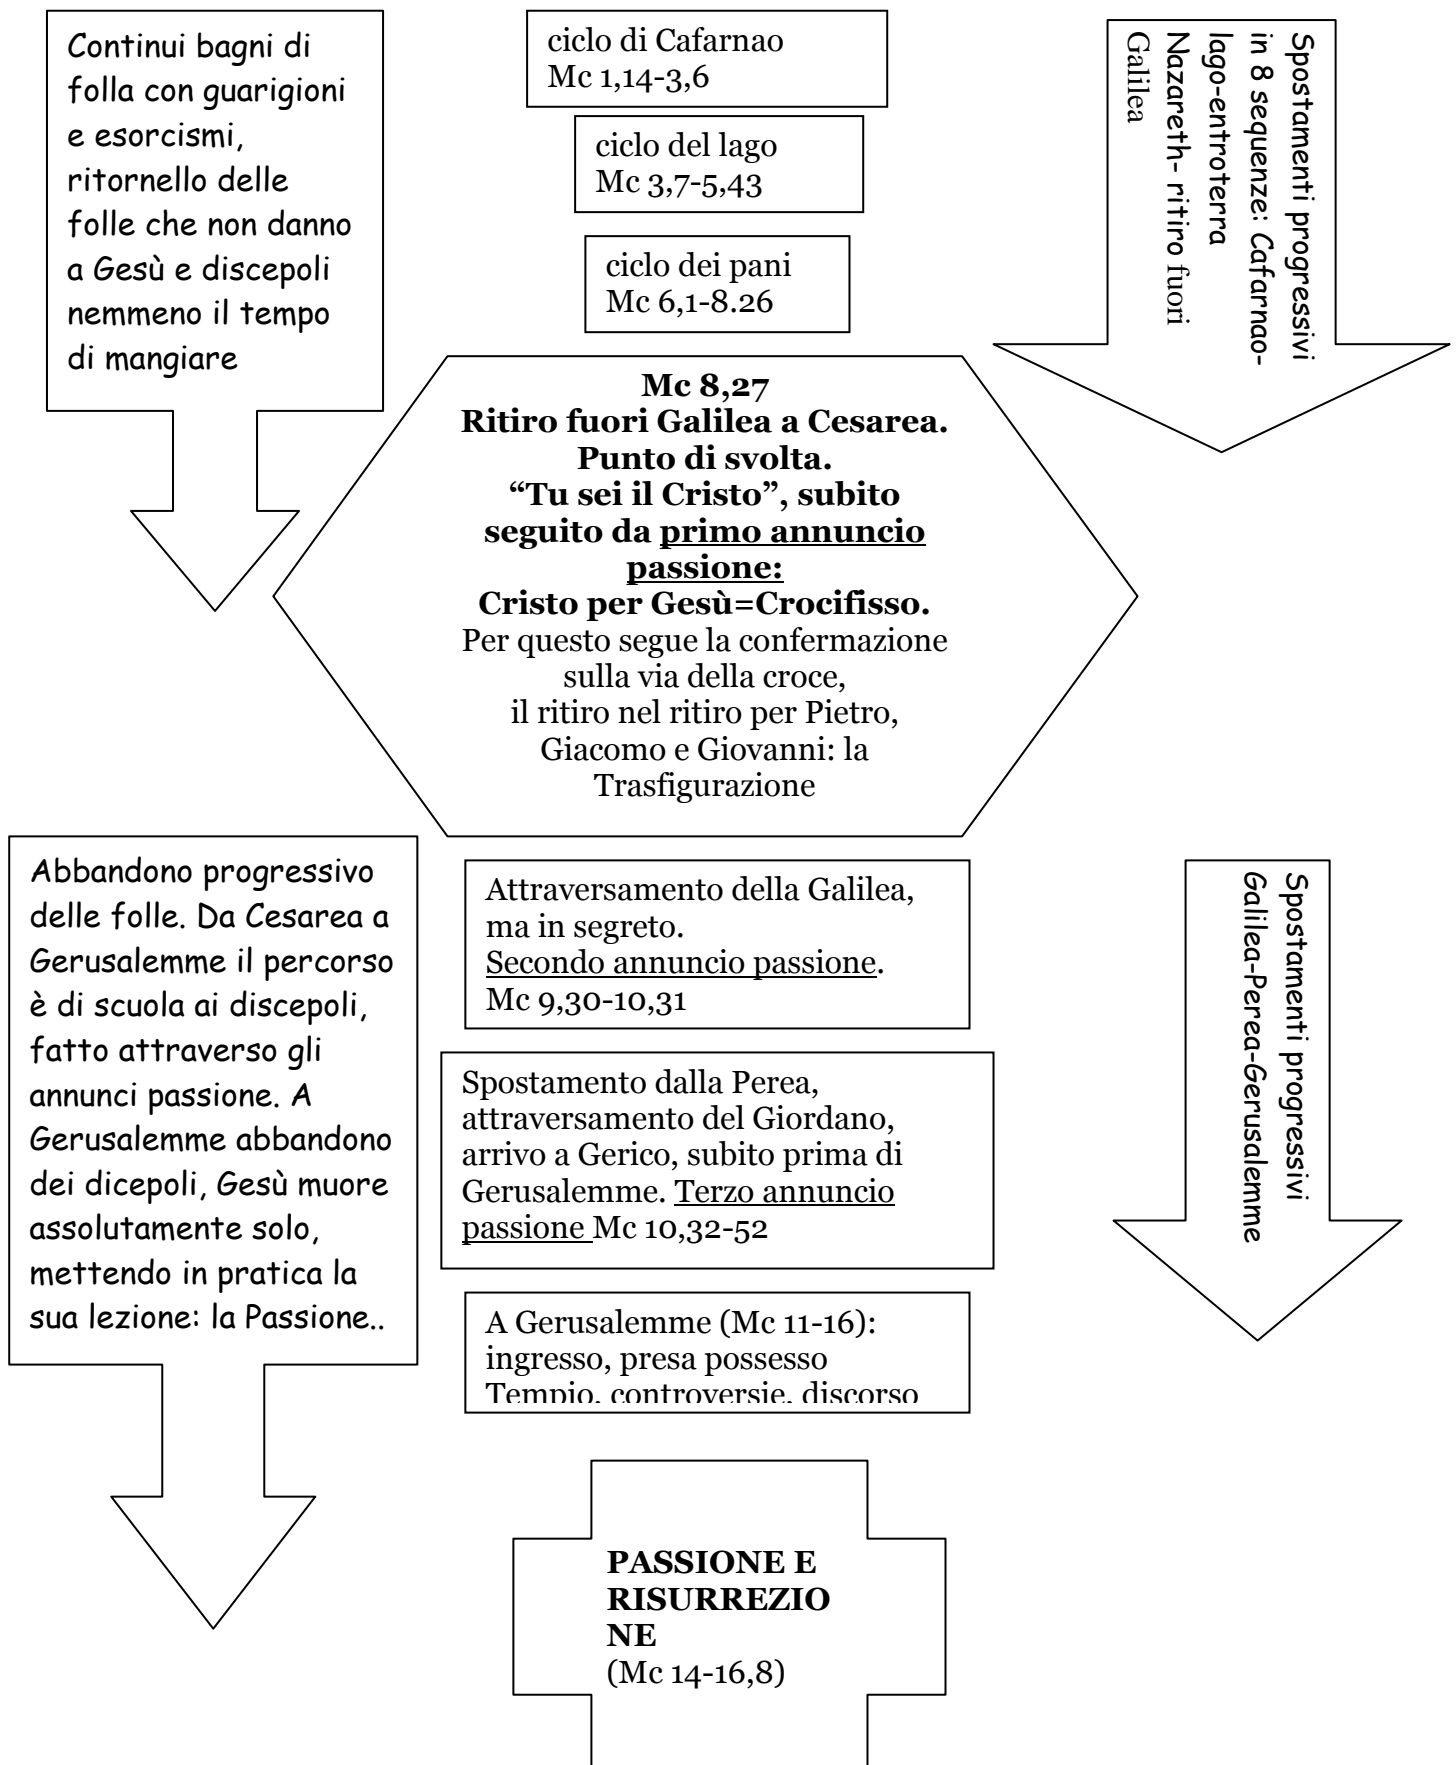 Continui bagni di
folla con guarigioni
e esorcismi,
ritornello delle
folle che non danno
a Gesù e discepoli
nemmeno il tempo
di mangiare
ciclo di Cafarnao
Mc 1,14-3,6
ciclo del lago
Mc 3,7-5,43
ciclo dei pani
Mc 6,1-8.26
Spostamenti progressivi
in 8 sequenze: Cafarnao-
lago-entroterra
Nazareth- ritiro fuori
Galilea
Mc 8,27
Ritiro fuori Galilea a Cesarea.
Punto di svolta.
“Tu sei il Cristo”, subito
seguito da primo annuncio
passione:
Cristo per Gesù=Crocifisso.
Per questo segue la confermazione
sulla via della croce,
il ritiro nel ritiro per Pietro,
Giacomo e Giovanni: la
Trasfigurazione
Abbandono progressivo
delle folle. Da Cesarea a
Gerusalemme il percorso
è di scuola ai discepoli,
fatto attraverso gli
annunci passione. A
Gerusalemme abbandono
dei dicepoli, Gesù muore
assolutamente solo,
mettendo in pratica la
sua lezione: la Passione..
Attraversamento della Galilea,
ma in segreto.
Secondo annuncio passione.
Mc 9,30-10,31
Spostamento dalla Perea,
attraversamento del Giordano,
arrivo a Gerico, subito prima di
Gerusalemme. Terzo annuncio
passione Mc 10,32-52
A Gerusalemme (Mc 11-16):
ingresso, presa possesso
Tempio, controversie, discorso
Spostamenti progressivi
Galilea-Perea-Gerusalemme
PASSIONE E
RISURREZIO
NE
(Mc 14-16,8)